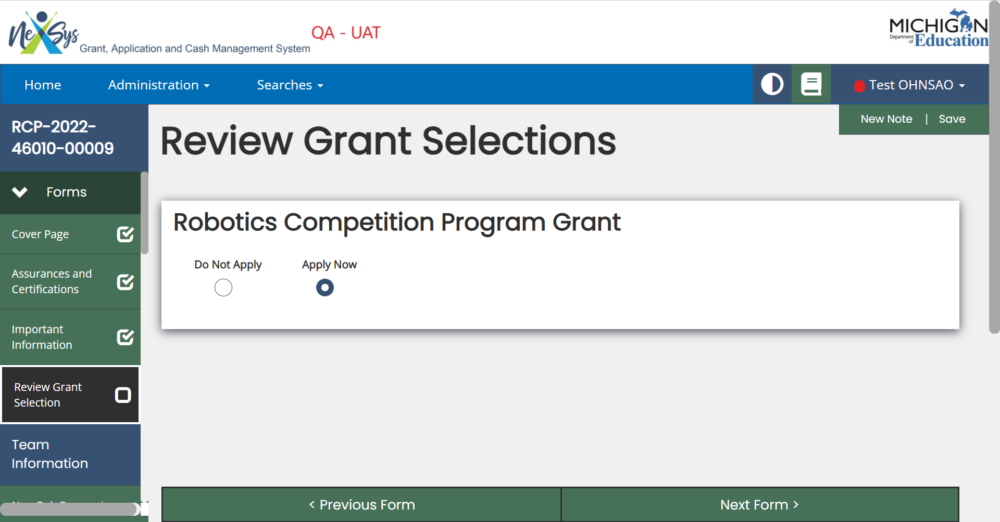 NexSys
Grant, Application and Cash Management System
QA - UAT
MICHIGAN
Department of Education
Home
Administration
Searches
Test OHNSAO
New Note | Save
RCP-2022-
46010-00009
Forms
Cover Page
Assurances and
Certifications
Important
Information
Review Grant
Selection
Team
Information
Review Grant Selections
Robotics Competition Program Grant
Do Not Apply
Apply Now
< Previous Form
Next Form >